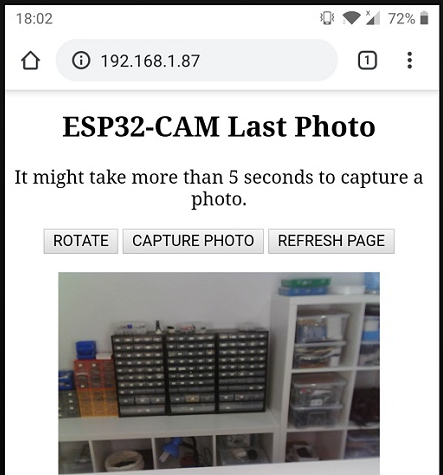 18:02
72%
192.168.1.87
1
ESP32-CAM Last Photo
It might take more than 5 seconds to capture a
photo.
ROTATE CAPTURE PHOTO REFRESH PAGE